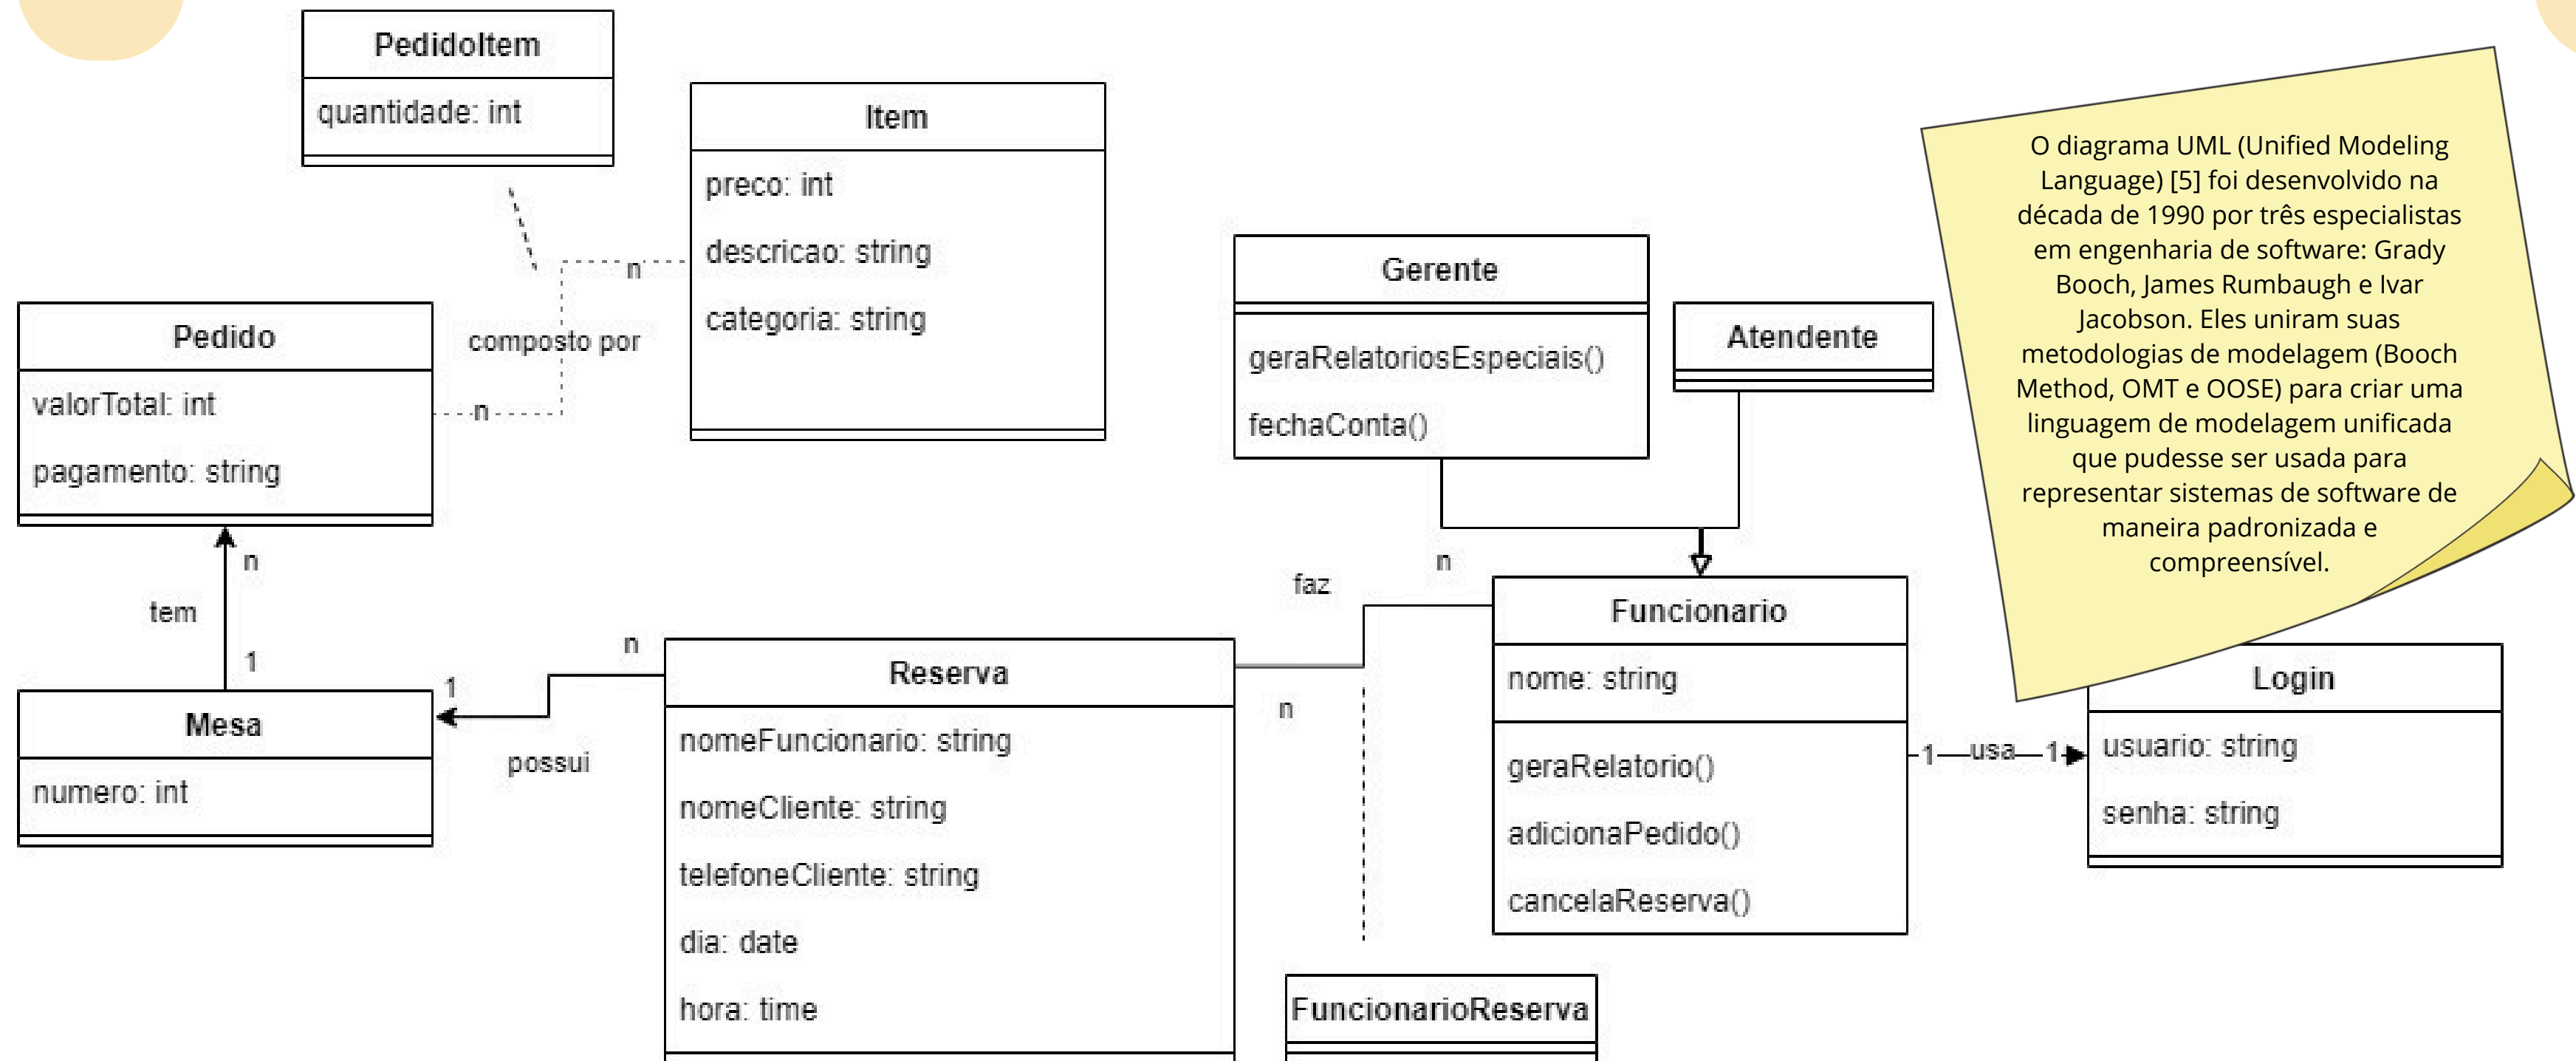 PedidoItem
quantidade: int
Item
preco: int
descricao: string
categoria: string
n
composto por
n
Pedido
valorTotal: int
pagamento: string
n
tem
1
Mesa
numero: int
1
n
possui
Reserva
nomeFuncionario: string
nomeCliente: string
telefoneCliente: string
dia: date
hora: time
faz
n
n
Gerente
geraRelatoriosEspeciais()
fechaConta()
Atendente
Funcionario
nome: string
geraRelatorio()
adicionaPedido()
cancelaReserva()
FuncionarioReserva
1
usa
1
Login
usuario: string
senha: string
O diagrama UML (Unified Modeling
Language) [5] foi desenvolvido na
década de 1990 por três especialistas
em engenharia de software: Grady
Booch, James Rumbaugh e Ivar
Jacobson. Eles uniram suas
metodologias de modelagem (Booch
Method, OMT e OOSE) para criar uma
linguagem de modelagem unificada
que pudesse ser usada para
representar sistemas de software de
maneira padronizada e
compreensível.